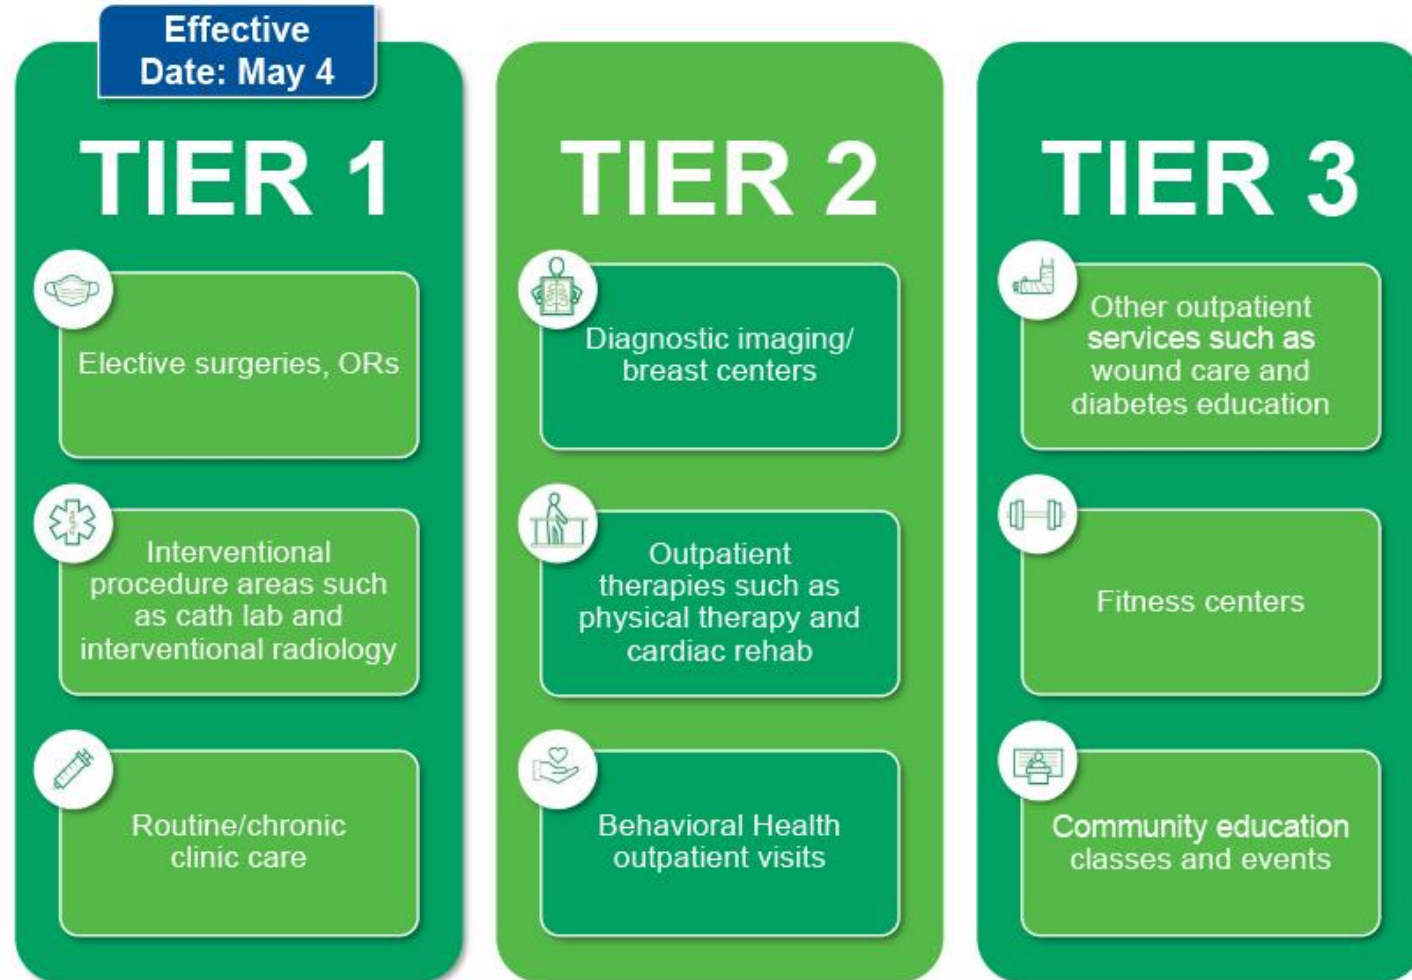 Effective
Date: May 4
TIER 1
Elective surgeries, ORs
Interventional
procedure areas such
as cath lab and
interventional radiology
Routine/chronic
clinic care
TIER 2
Diagnostic imaging/
breast centers
Outpatient
therapies such as
physical therapy and
cardiac rehab
Behavioral Health
outpatient visits
TIER 3
Other outpatient
services such as
wound care and
diabetes education
Fitness centers
Community education
classes and events